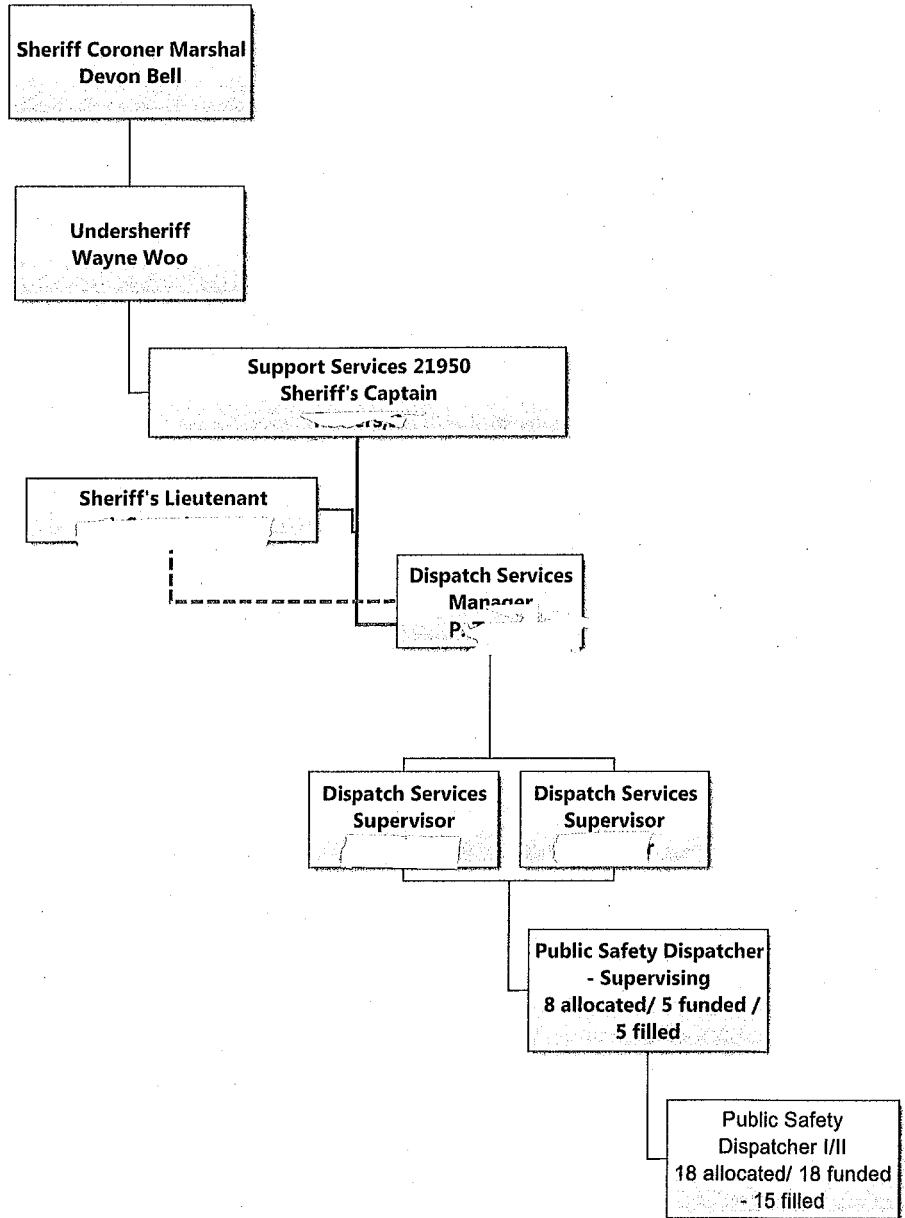 Sheriff Coroner Marshal
Devon Bell
Undersheriff
Wayne Woo
Support Services 21950
Sheriff's Captain
Sheriff's Lieutenant
Dispatch Services
Manager
Dispatch Services
Supervisor
Dispatch Services
Supervisor
r
Public Safety Dispatcher
- Supervising
8 allocated/ 5 funded /
5 filled
Public Safety
Dispatcher I/II
18 allocated/ 18 funded
- 15 filled